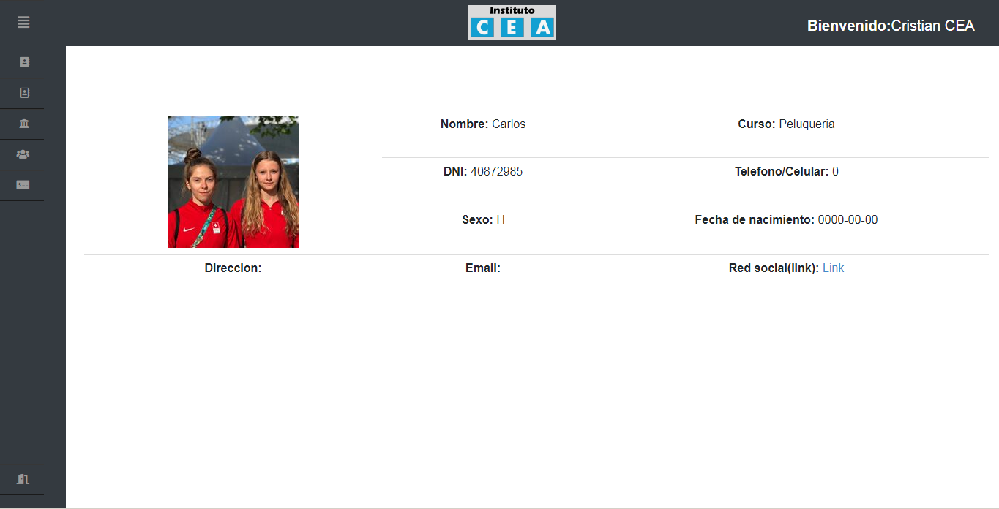 Instituto
C E A
Bienvenido:Cristian CEA
Nombre: Carlos
Curso: Peluqueria
DNI: 40872985
Telefono/Celular: 0
Sexo: H
Fecha de nacimiento: 0000-00-00
Direccion:
Email:
Red social(link): Link